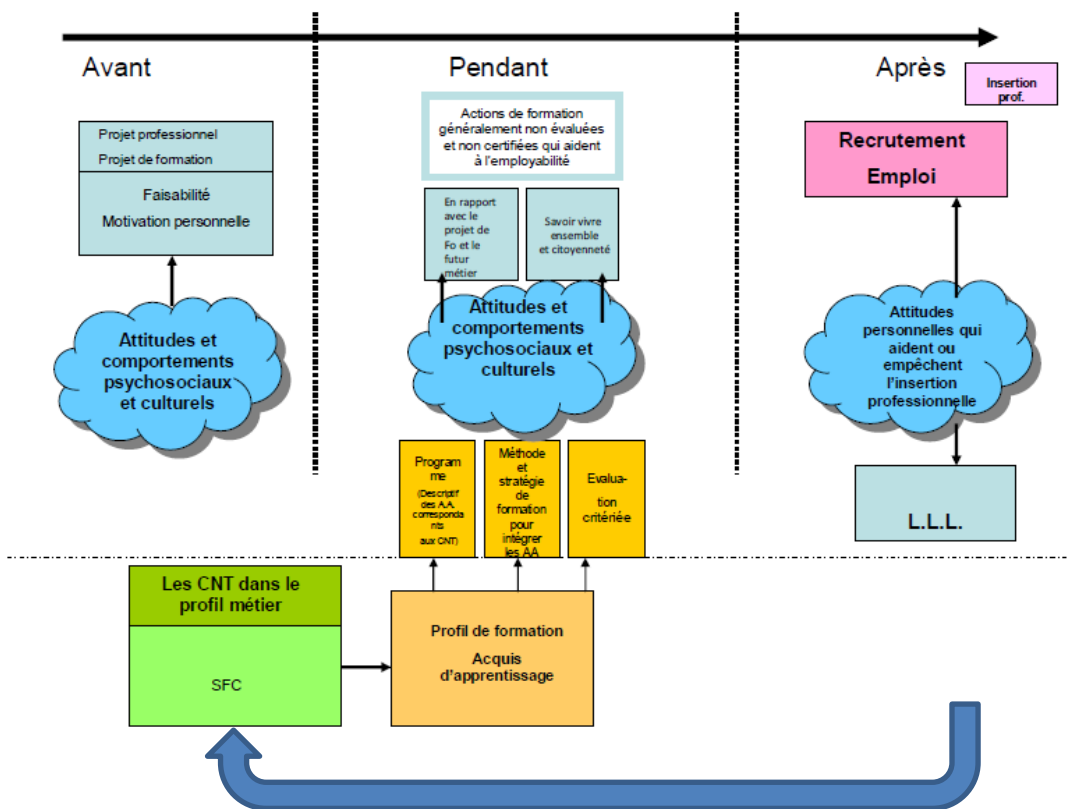 Avant
Pendant
Après
Insertion
prof.
Projet professionnel
Projet de formation
Faisabilité
Motivation personnelle
Actions de formation
généralement non évaluées
et non certifiées qui aident
à l'employabilité
Recrutement
Emploi
En rapport
avec le
projet de
Fo et le
futur
métier
Savoir vivre
ensemble
et citoyenneté
Attitudes et
comportements
psychosociaux
et culturels
Attitudes et
comportements
psychosociaux et
culturels
Attitudes
personnelles qui
aident ou
empêchent
l'insertion
professionnelle
Program
me
(Descriptif
des A.A.
corresponda
nts
aux CNT)
Méthode
et
stratégie
de
formation
pour
intégrer
les AA
Evalua-
tion
critériée
L.L.L.
Les CNT dans le
profil métier
SFC
Profil de formation
Acquis
d'apprentissage